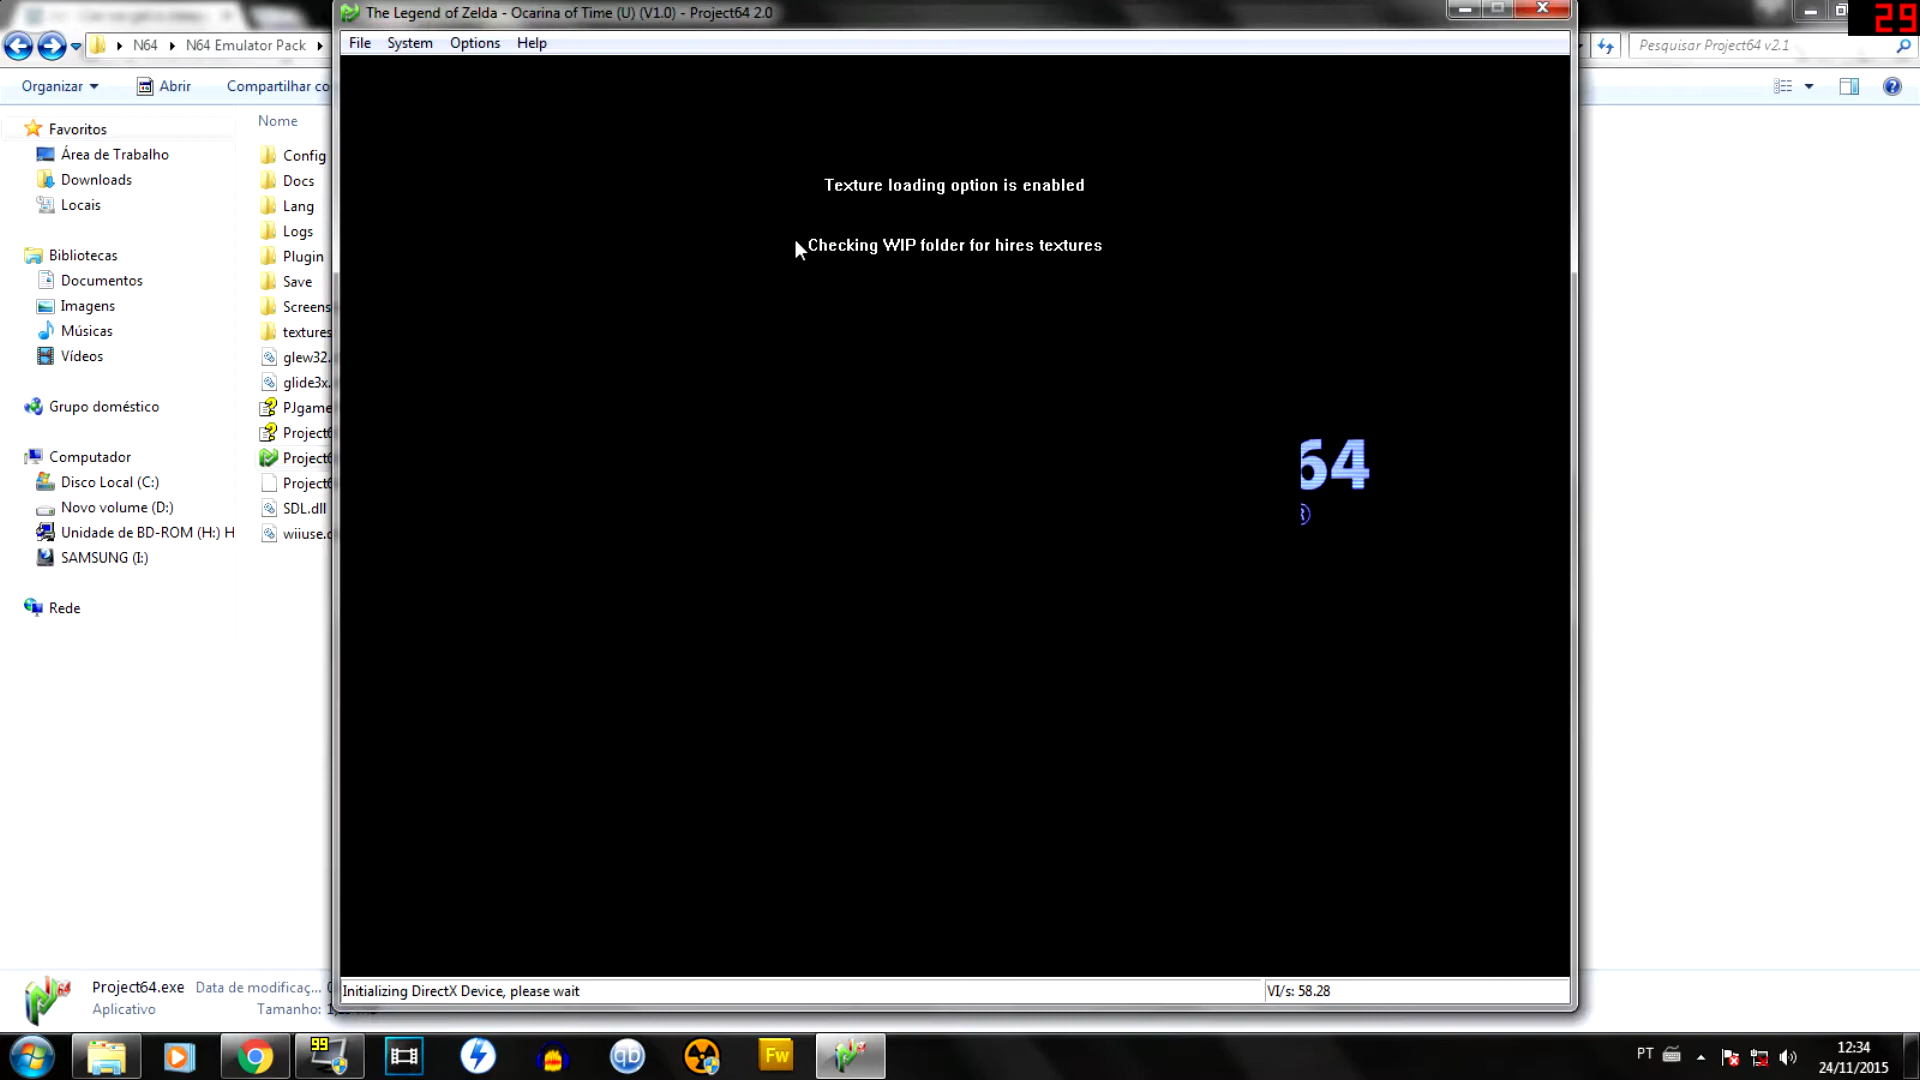 The Legend of Zelda - Ocarina of Time (U) (V1.0) - Project64 2.0
29
N64 N64 Emulator Pack
Pesquisar Project64 v2.1
File System Options Help
Organizar Abrir Compartilhar co
Nome
Favoritos
Área de Trabalho
Downloads
Locais
Bibliotecas
Documentos
Imagens
Músicas
Vídeos
Grupo doméstico
Computador
Disco Local (C:)
Novo volume (D:)
Unidade de BD-ROM (H:) H
SAMSUNG (I:)
Rede
Config
Docs
Lang
Logs
Plugin
Save
Screens
textures
glew32.
glide3x.
PJgame
Project6
Project6
Project6
SDL.dll
wiiuse.c
Texture loading option is enabled
Checking WIP folder for hires textures
64
®
Initializing DirectX Device, please wait
VI/s: 58.28
Project64.exe Data de modificaç...
Aplicativo Tamanho:
99
qb
Fw
PT
12:34
24/11/2015